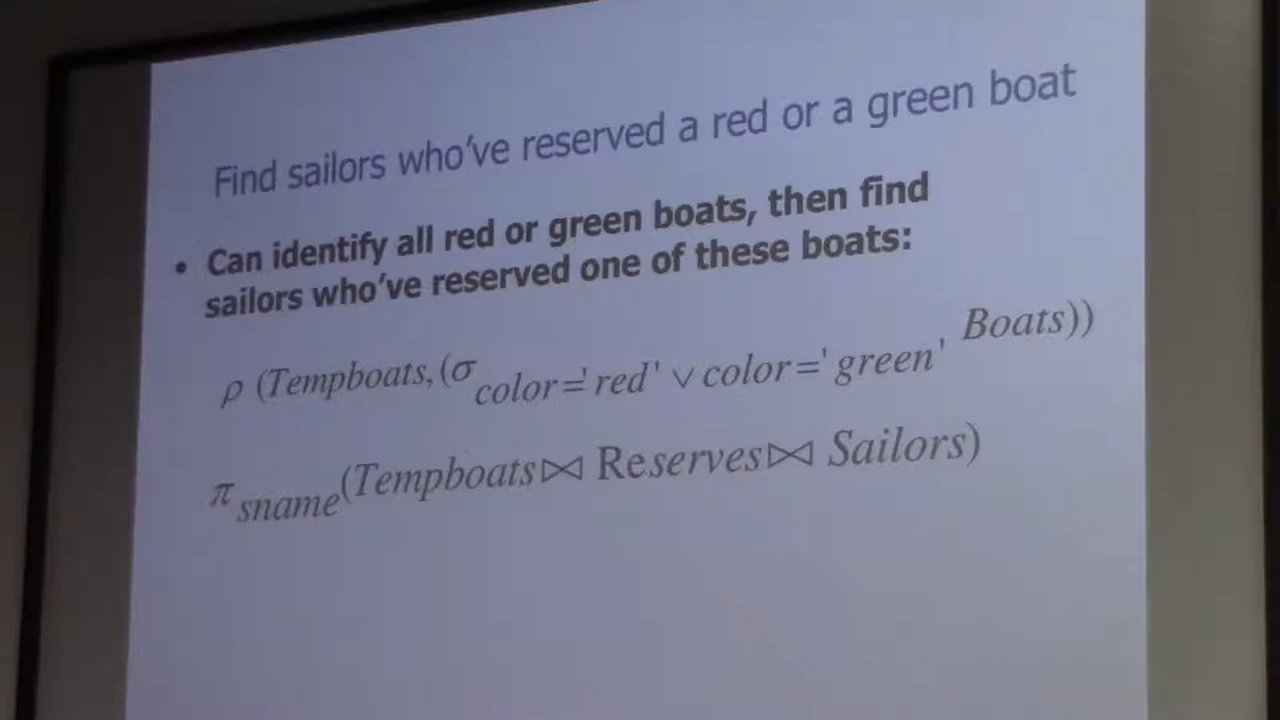 Find sailors who've reserved a red or a green boat
• Can identify all red or green boats, then find
sailors who've reserved one of these boats:
ρ (Tempboats, (σ color='red' ∨ color='green' Boats))
π sname (Tempboats ⋈ Reserves ⋈ Sailors)